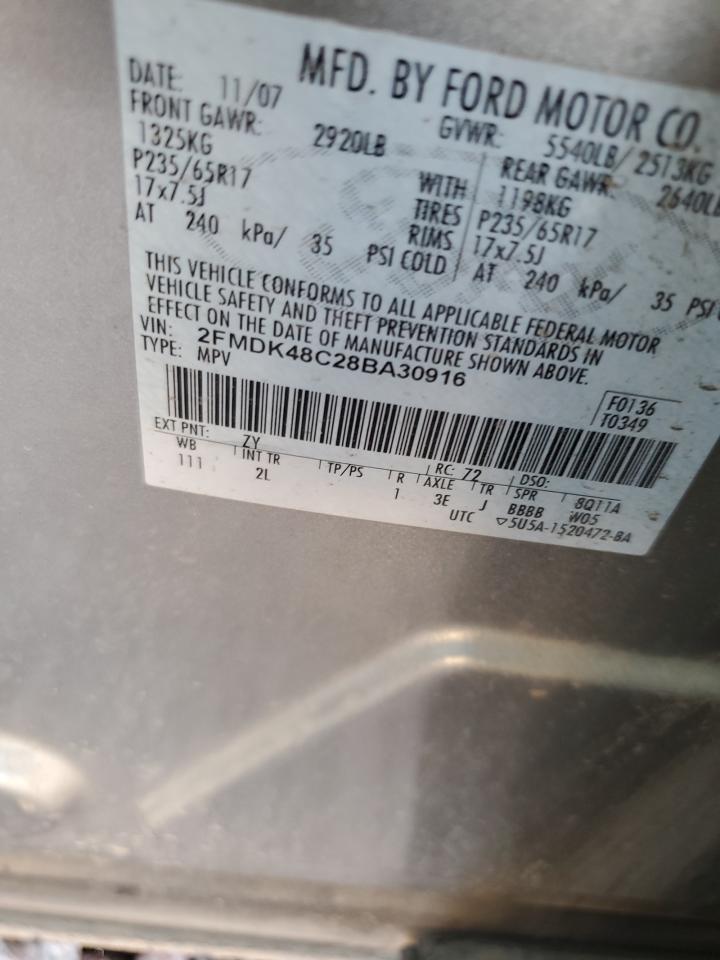 MFD. BY FORD MOTOR CO.
DATE: 11/07 GVWR: 5540LB/ 2513KG
FRONT GAWR: 2920LB REAR GAWR: 2640LB
1325KG WITH 1198KG
P235/65R17 TIRES P235/65R17
17x7.5J RIMS 17x7.5J
AT 240 kPa/ 35 PSI COLD AT 240 kPa/ 35 PSI
THIS VEHICLE CONFORMS TO ALL APPLICABLE FEDERAL MOTOR
VEHICLE SAFETY AND THEFT PREVENTION STANDARDS IN
EFFECT ON THE DATE OF MANUFACTURE SHOWN ABOVE.
VIN: 2FMDK48C28BA30916
TYPE: MPV
F0136
T0349
EXT PNT: ZY RC: 72 DSO:
WB INT TR TP/PS R AXLE TR SPR 8Q11A
111 2L 1 3E J BBBB W05
UTC ▽5U5A-1520472-BA